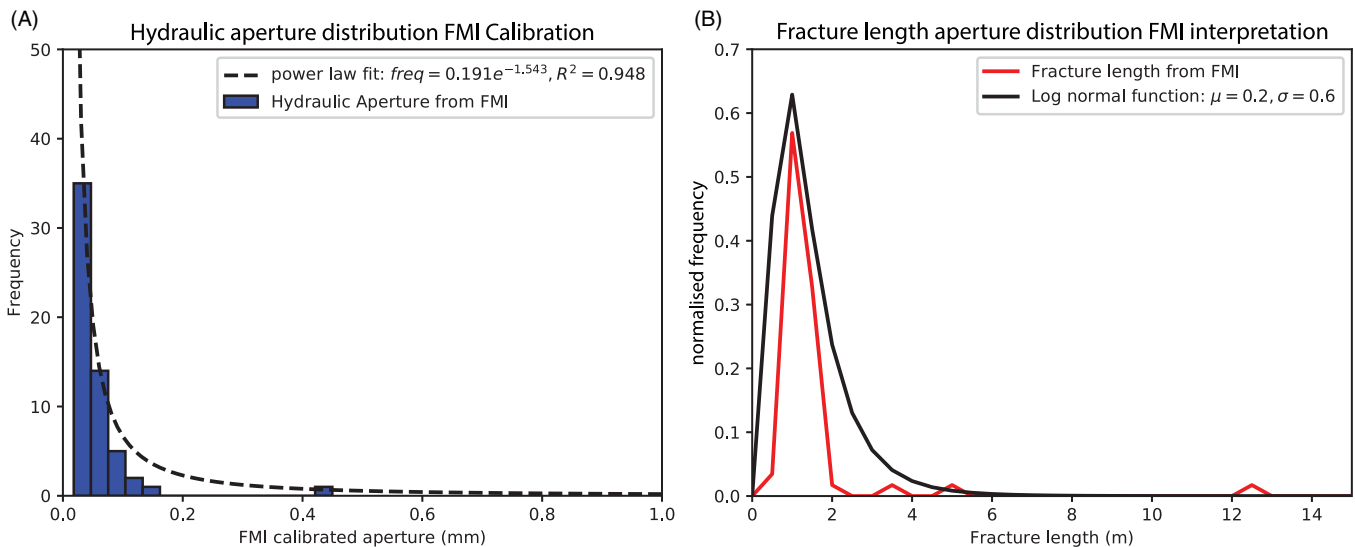 (A)
Hydraulic aperture distribution FMI Calibration
power law fit: freq = 0.191e^{-1.543}, R^2 = 0.948
Hydraulic Aperture from FMI
Frequency
50
40
30
20
10
0
0.0 0.2 0.4 0.6 0.8 1.0
FMI calibrated aperture (mm)
(B)
Fracture length aperture distribution FMI interpretation
Fracture length from FMI
Log normal function: μ = 0.2, σ = 0.6
normalised frequency
0.7
0.6
0.5
0.4
0.3
0.2
0.1
0.0
0 2 4 6 8 10 12 14
Fracture length (m)